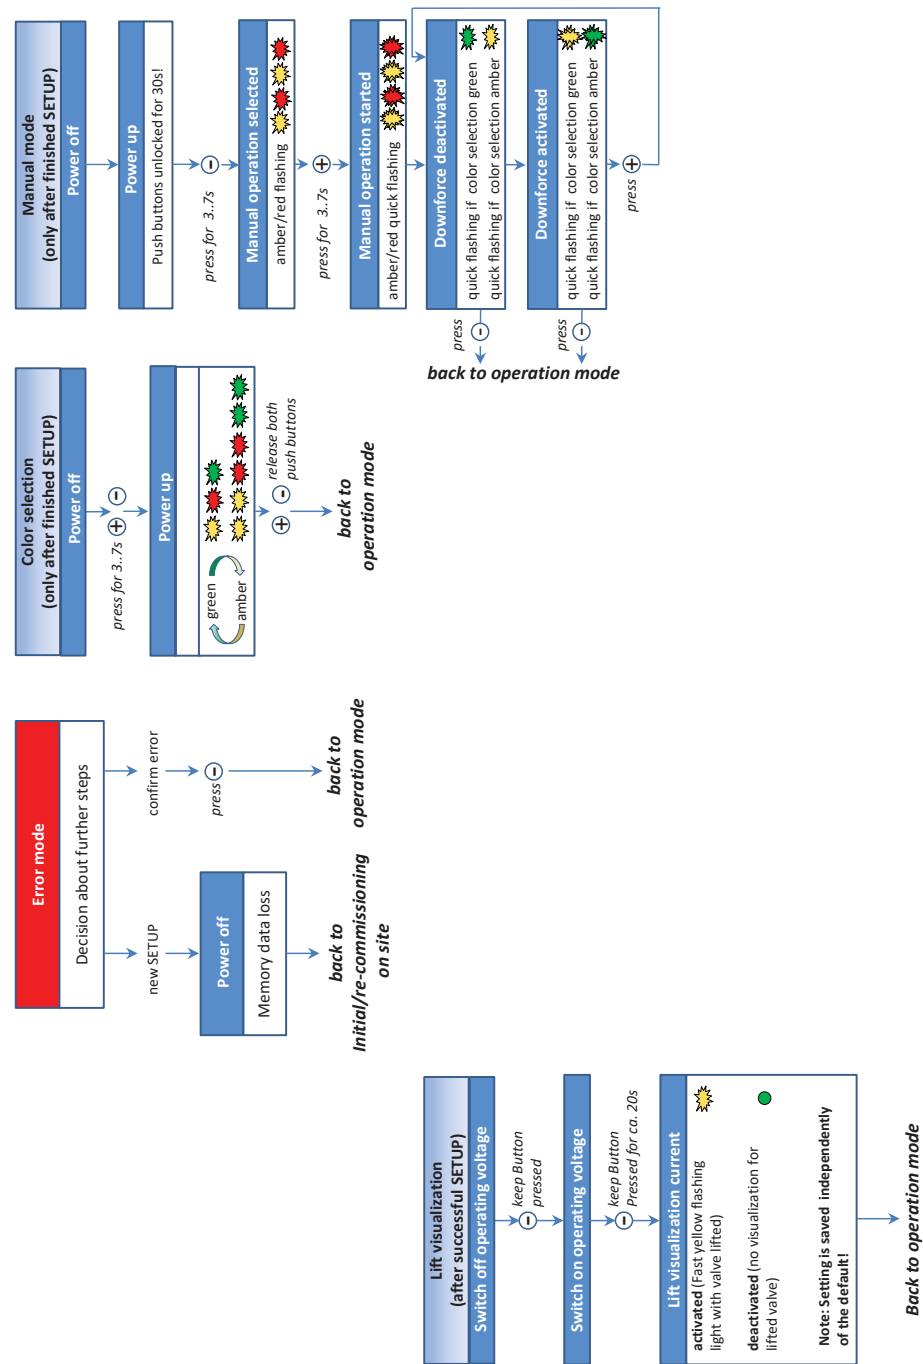 Lift visualization
(after successful SETUP)
Switch off operating voltage
-
keep Button
pressed
Switch on operating voltage
-
keep Button
Pressed for ca. 20s
Lift visualization current
activated (Fast yellow flashing
light with valve lifted)
deactivated (no visualization for
lifted valve)
Note: Setting is saved independently
of the default!
Back to operation mode
Error mode
Decision about further steps
new SETUP
Power off
Memory data loss
back to
Initial/re-commissioning
on site
confirm error
press -
back to
operation mode
Color selection
(only after finished SETUP)
Power off
press for 3..7s + -
Power up
green
amber
+ -
release both
push buttons
back to
operation mode
Manual mode
(only after finished SETUP)
Power off
Power up
Push buttons unlocked for 30s!
press for 3..7s -
Manual operation selected
amber/red flashing
press for 3..7s +
Manual operation started
amber/red quick flashing
Downforce deactivated
quick flashing if color selection green
quick flashing if color selection amber
press
-
Downforce activated
quick flashing if color selection green
quick flashing if color selection amber
press
-
back to operation mode
press +